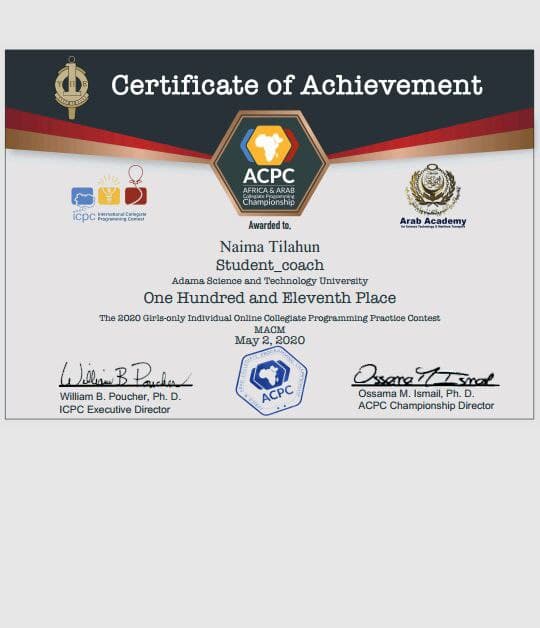 Certificate of Achievement
ACPC
AFRICA & ARAB
Collegiate Programming
Championship
icpc International Collegiate
Programming Contest
Arab Academy
for Science Technology & Maritime Transport
Awarded to,
Naima Tilahun
Student_coach
Adama Science and Technology University
One Hundred and Eleventh Place
The 2020 Girls-only Individual Online Collegiate Programming Practice Contest
MACM
May 2, 2020
William B Poucher
William B. Poucher, Ph. D.
ICPC Executive Director
ACPC
Ossama M Ismail
Ossama M. Ismail, Ph. D.
ACPC Championship Director